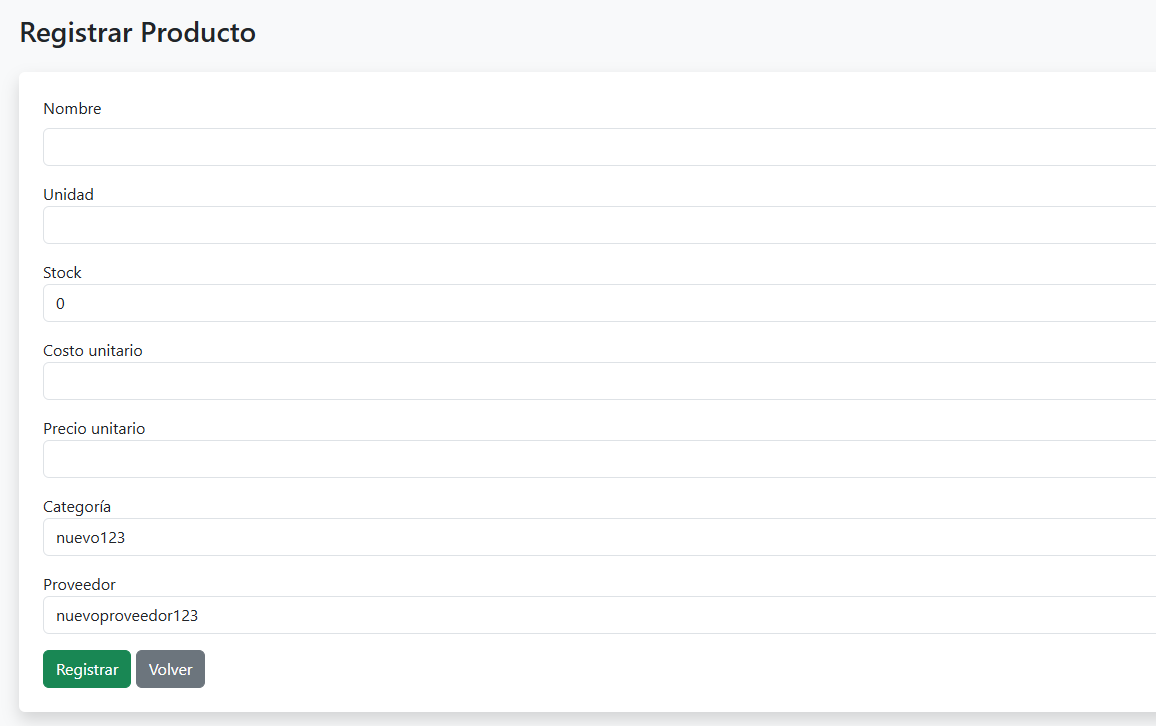 Registrar Producto
Nombre
Unidad
Stock
0
Costo unitario
Precio unitario
Categoría
nuevo123
Proveedor
nuevoproveedor123
Registrar Volver